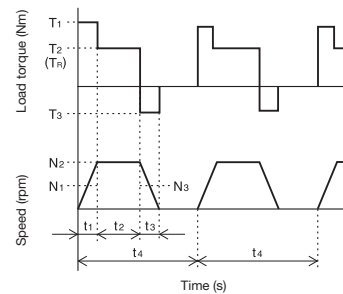 Load torque (Nm)
T1
T2
(TR)
T3
Speed (rpm)
N2
N1
N3
t1
t2
t3
t4
t4
Time (s)